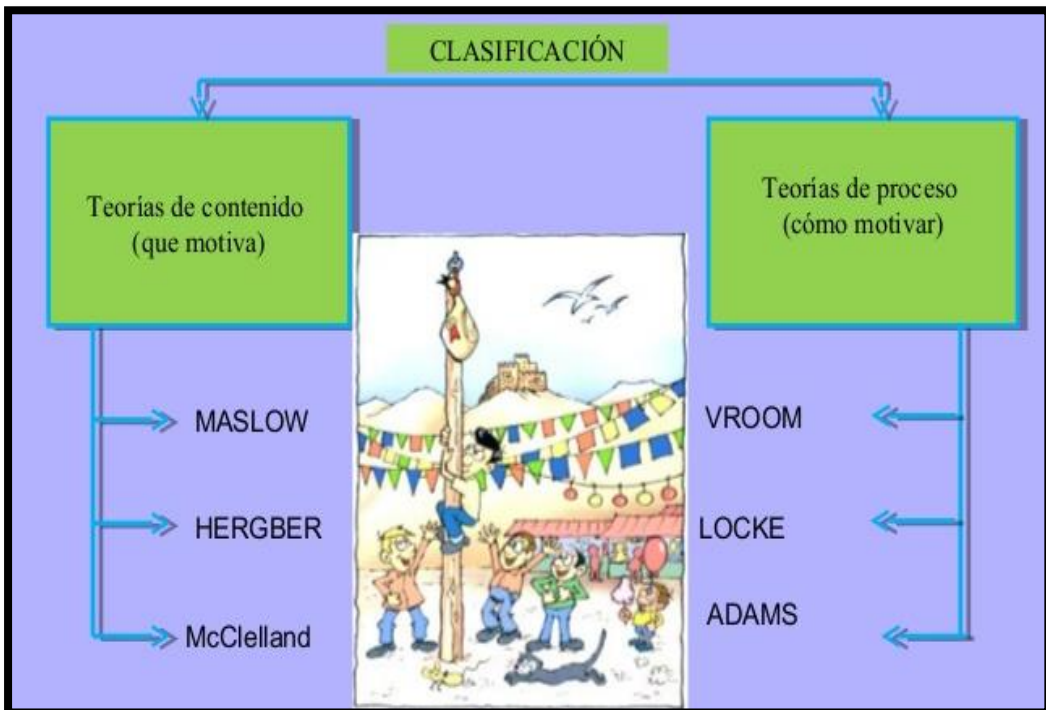 CLASIFICACIÓN
Teorías de contenido
(que motiva)
MASLOW
HERGBER
McClelland
Teorías de proceso
(cómo motivar)
VROOM
LOCKE
ADAMS